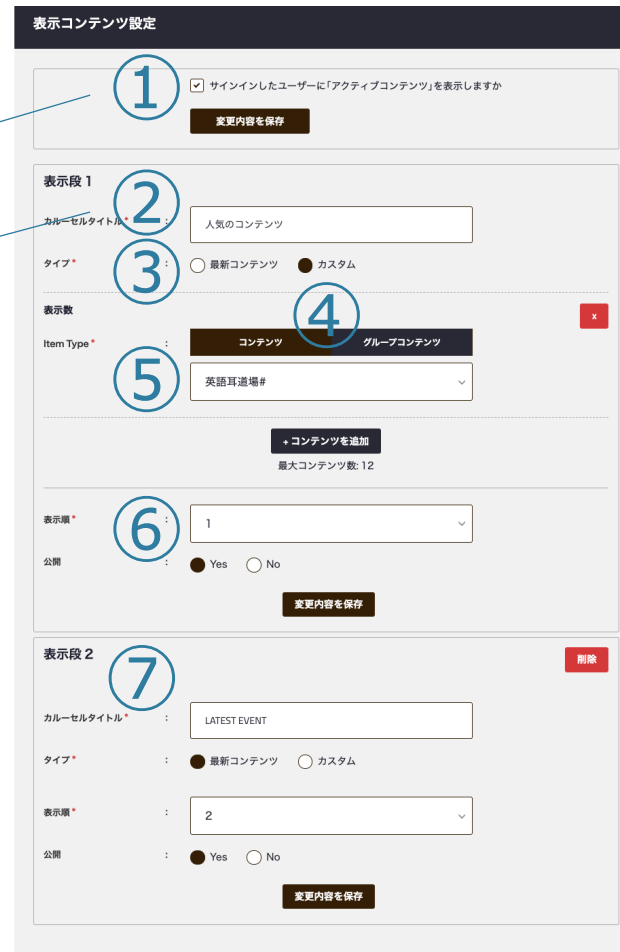 表示コンテンツ設定
①
サインインしたユーザーに「アクティブコンテンツ」を表示しますか
変更内容を保存
表示段 1
②
カルーセルタイトル* : 人気のコンテンツ
③
タイプ* : 最新コンテンツ カスタム
④
表示数 x
Item Type* : コンテンツ グループコンテンツ
⑤
英語耳道場#
+ コンテンツを追加
最大コンテンツ数: 12
⑥
表示順* : 1
公開 : Yes No
変更内容を保存
表示段 2 削除
⑦
カルーセルタイトル* : LATEST EVENT
タイプ* : 最新コンテンツ カスタム
表示順* : 2
公開 : Yes No
変更内容を保存